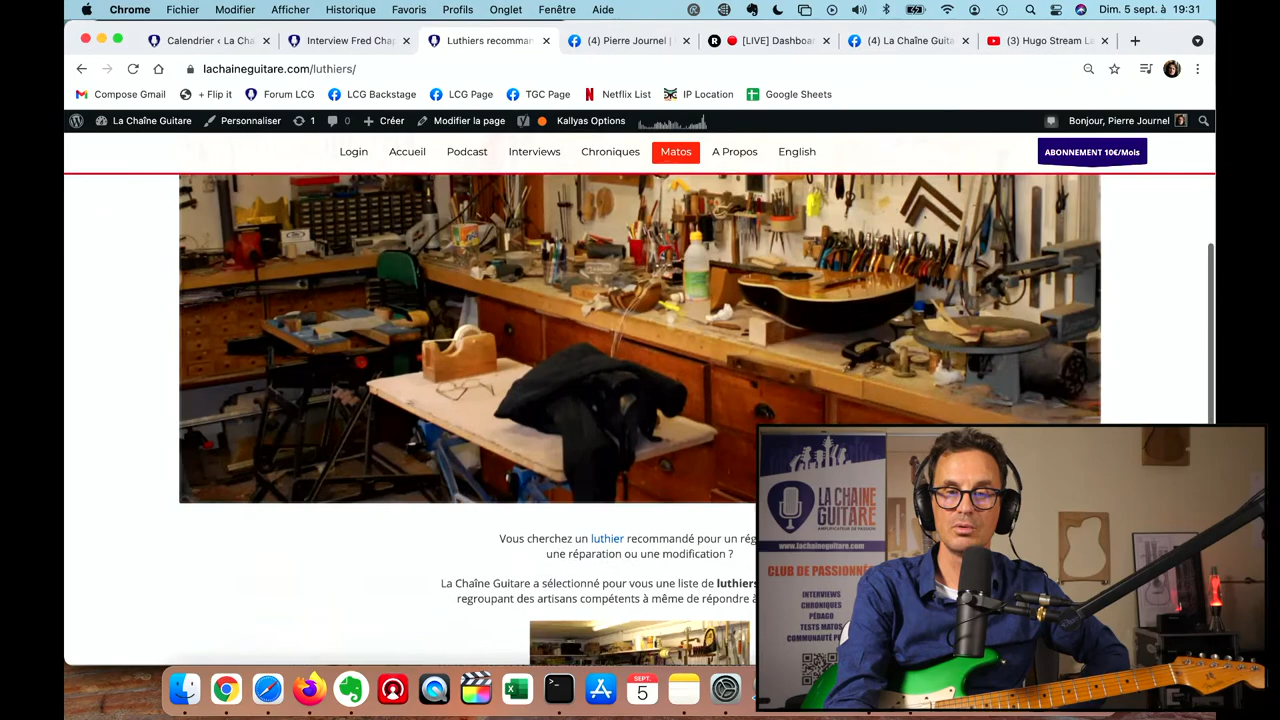 Chrome Fichier Modifier Afficher Historique Favoris Profils Onglet Fenêtre Aide Dim. 5 sept. à 19:31
Calendrier ‹ La Cha Interview Fred Chap Luthiers recomman (4) Pierre Journel | [LIVE] Dashboa (4) La Chaîne Guita (3) Hugo Stream L
lachaineguitare.com/luthiers/
Compose Gmail + Flip it Forum LCG LCG Backstage LCG Page TGC Page Netflix List IP Location Google Sheets
La Chaîne Guitare Personnaliser 1 0 Créer Modifier la page Kallyas Options Bonjour, Pierre Journel
Login Accueil Podcast Interviews Chroniques Matos A Propos English ABONNEMENT 10€/Mois
Vous cherchez un luthier recommandé pour un rég
une réparation ou une modification ?
La Chaîne Guitare a sélectionné pour vous une liste de luthiers
regroupant des artisans compétents à même de répondre à
LA CHAINE
GUITARE
AMPLIFICATEUR DE PASSION
www.lachaineguitare.com
CLUB DE PASSIONNÉ
INTERVIEWS
CHRONIQUES
PÉDAGO
TESTS MATOS
COMMUNAUTÉ
SEPT.
5